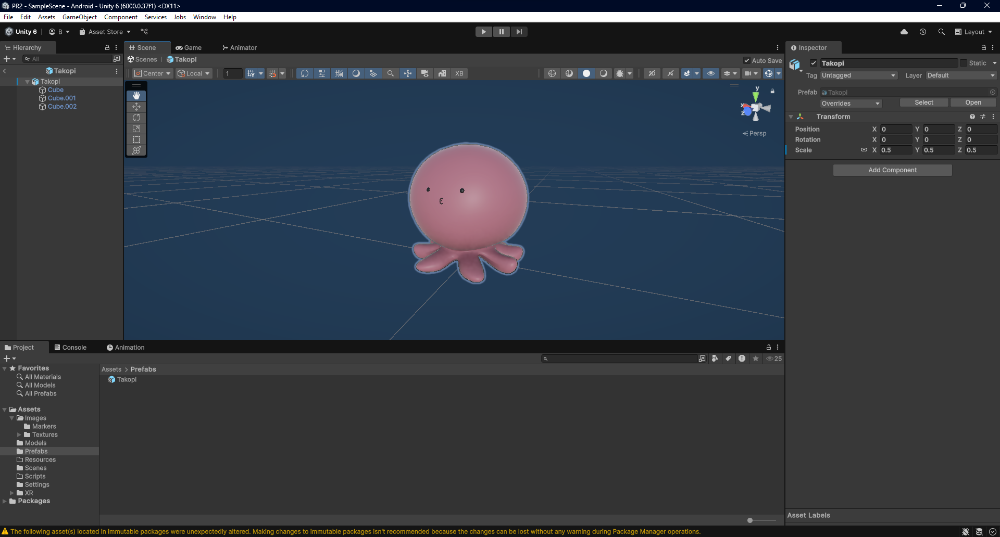 PR2 - SampleScene - Android - Unity 6 (6000.0.37f1) <DX11>
File Edit Assets GameObject Component Services Jobs Window Help
Unity 6 B Asset Store Layout
Hierarchy
All
Takopi
Takopi
Cube
Cube.001
Cube.002
Scene Game Animator
Scenes | Takopi Auto Save
Center Local 1 XB 2D
y
x
z
< Persp
Inspector
Takopi Static
Tag Untagged Layer Default
Prefab Takopi
Overrides Select Open
Transform
Position X 0 Y 0 Z 0
Rotation X 0 Y 0 Z 0
Scale X 0.5 Y 0.5 Z 0.5
Add Component
Project Console Animation
25
Favorites
All Materials
All Models
All Prefabs
Assets
Images
Markers
Textures
Models
Prefabs
Resources
Scenes
Scripts
Settings
XR
Packages
Assets > Prefabs
Takopi
Asset Labels
The following asset(s) located in immutable packages were unexpectedly altered. Making changes to immutable packages isn't recommended because the changes can be lost without any warning during Package Manager operations.